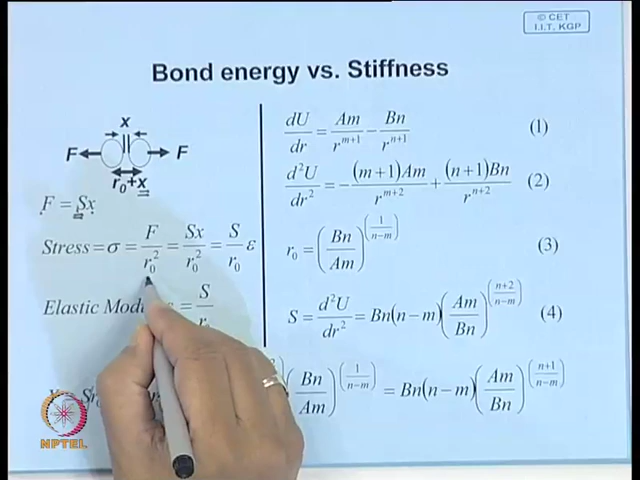 © CET
I.I.T. KGP
Bond energy vs. Stiffness
x
F F
r₀+x
F = Sx
Stress = σ = F/r₀² = Sx/r₀² = S/r₀ ε
Elastic = S/
NPTEL
dU/dr = Am/r^(m+1) − Bn/r^(n+1) (1)
d²U/dr² = −(m+1)Am/r^(m+2) + (n+1)Bn/r^(n+2) (2)
r₀ = (Bn/Am)^(1/(n−m)) (3)
S = d²U/dr² = Bn(n−m)(Am/Bn)^((n+2)/(n−m)) (4)
(Bn/Am)^(1/(n−m)) = Bn(n−m)(Am/Bn)^((n+1)/(n−m))